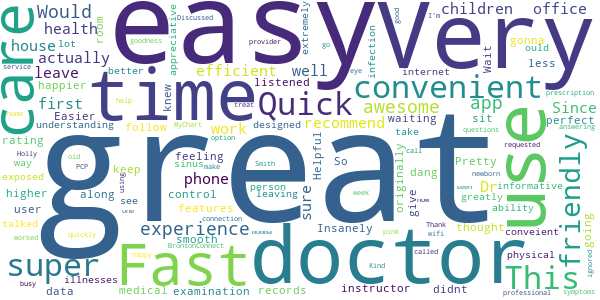 great
easy
Very
doctor
time
use
Fast
care
convenient
Quick
super
This
friendly
experience
app
awesome
Would
health
house
actually
leave
first
efficient
well
recommend
work
phone
children
office
Since
listened
better
happier
lot
room
appreciative
knew
extremely
infection
Discussed
go
provider
eye
internet
good
I'm
gonna
Wait
less
ould
prescription
service
goodness
Easier
understanding
rating
way
exposed
higher
user
talked
worked
data
busy
illnesses
home
old
PCP
along
keep
follow
feeling
sinus
control
features
smooth
medical
examination
records
quickly
happy
using
see
one
Holly
help
MyChart
treat
designed
waiting
take
sit
perfect
questions
answering
Helpful
So
sure
person
leaving
option
Smith
make
connection
BronsonConnect
Insanely
week
Kind
called
instructor
pink
wifi
didnt
Thank
now
call
originally
dang
give
Pretty
Dr
thought
greatly
ability
informative
newborn
requested
going
conveient
physical
ignored
symptoms
professional